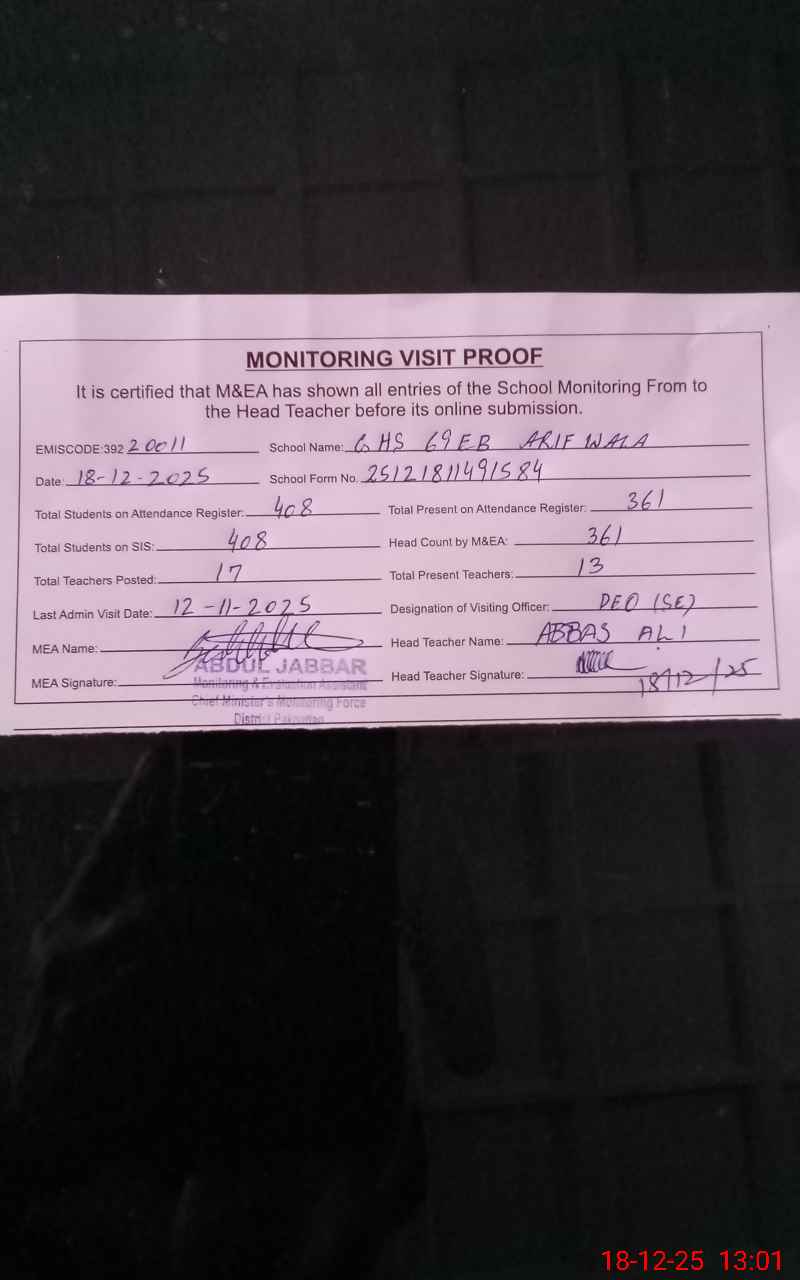 MONITORING VISIT PROOF
It is certified that M&EA has shown all entries of the School Monitoring From to
the Head Teacher before its online submission.
EMISCODE:392 20011 School Name: GHS 69EB ARIF WALA
Date: 18-12-2025 School Form No. 25121811491584
Total Students on Attendance Register: 408 Total Present on Attendance Register: 361
Total Students on SIS: 408 Head Count by M&EA: 361
Total Teachers Posted: 17 Total Present Teachers: 13
Last Admin Visit Date: 12-11-2025 Designation of Visiting Officer: DEO (SE)
MEA Name: Head Teacher Name: ABBAS ALI
ABDUL JABBAR
MEA Signature: Head Teacher Signature: 18/12/25
Monitoring & Evaluation Assistant
Chief Minister's Monitoring Force
District Pakpattan
18-12-25 13:01